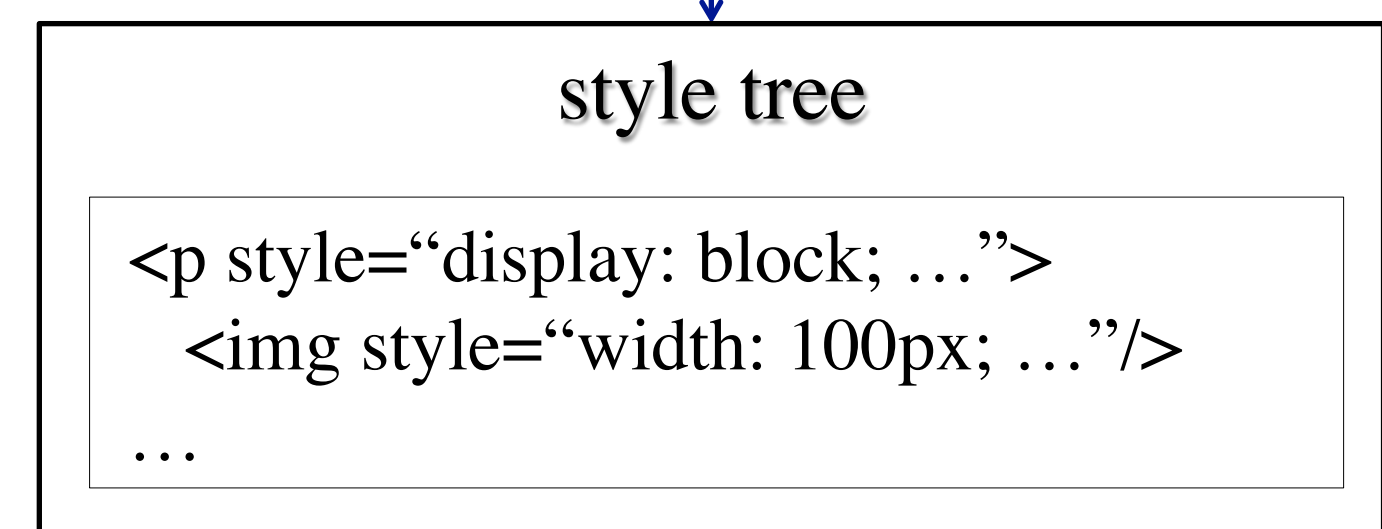 style tree
<p style=“display: block; …”>
<img style=“width: 100px; …”/>
…